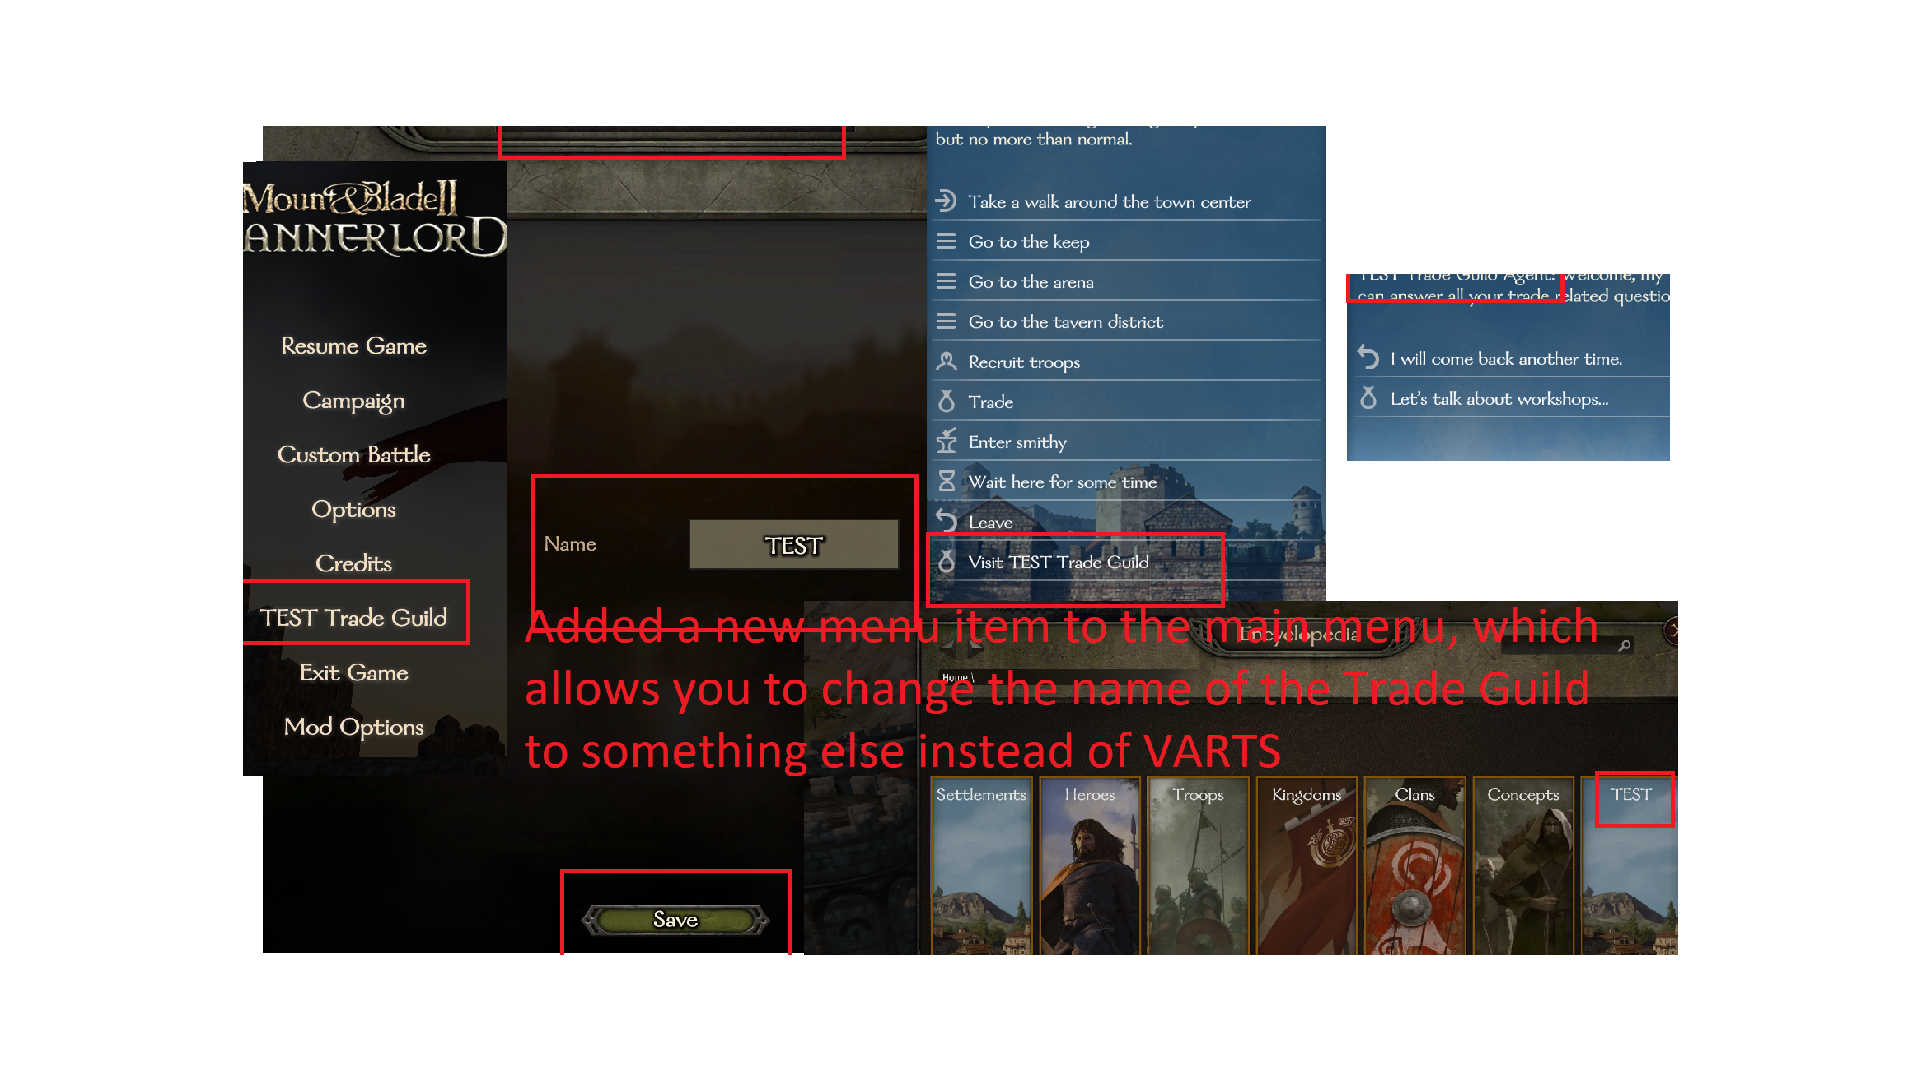 Mount&Blade II
ANNERLORD
Resume Game
Campaign
Custom Battle
Options
Credits
TEST Trade Guild
Exit Game
Mod Options
Name
TEST
Save
but no more than normal.
Take a walk around the town center
Go to the keep
Go to the arena
Go to the tavern district
Recruit troops
Trade
Enter smithy
Wait here for some time
Leave
Visit TEST Trade Guild
TEST Trade Guild Agent: Welcome, my
can answer all your trade related questio
I will come back another time.
Let's talk about workshops...
Added a new menu item to the main menu, which
allows you to change the name of the Trade Guild
to something else instead of VARTS
Encyclopedia
Home \
Settlements
Heroes
Troops
Kingdoms
Clans
Concepts
TEST